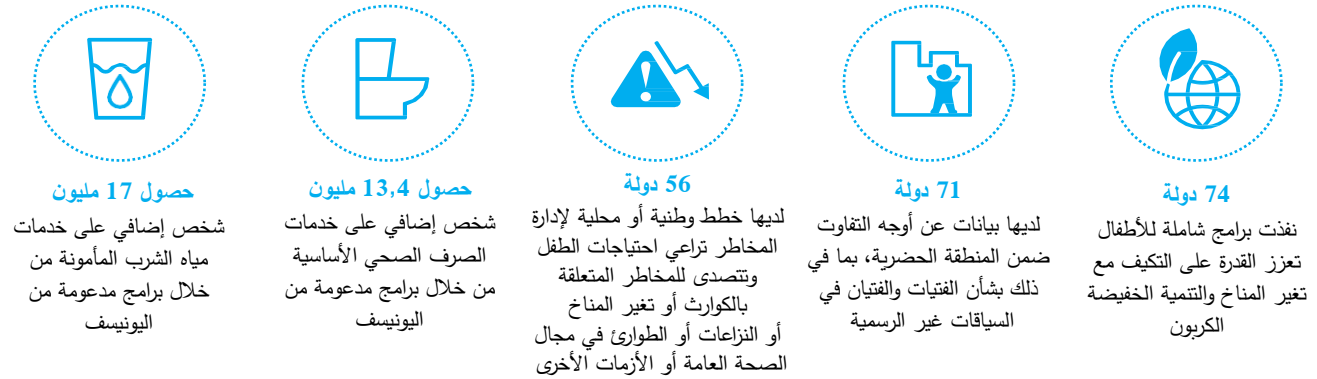 74 دولة
نفذت برامج شاملة للأطفال
تعزز القدرة على التكيف مع
تغير المناخ والتنمية الخفيضة
الكربون
71 دولة
لديها بيانات عن أوجه التفاوت
ضمن المنطقة الحضرية، بما في
ذلك بشأن الفتيات والفتيان في
السياقات غير الرسمية
56 دولة
لديها خطط وطنية أو محلية لإدارة
المخاطر تراعي احتياجات الطفل
وتتصدى للمخاطر المتعلقة
بالكوارث أو تغير المناخ
أو النزاعات أو الطوارئ في مجال
الصحة العامة أو الأزمات الأخرى
حصول 13,4 مليون
شخص إضافي على خدمات
الصرف الصحي الأساسية
من خلال برامج مدعومة من
اليونيسف
حصول 17 مليون
شخص إضافي على خدمات
مياه الشرب المأمونة من
خلال برامج مدعومة من
اليونيسف